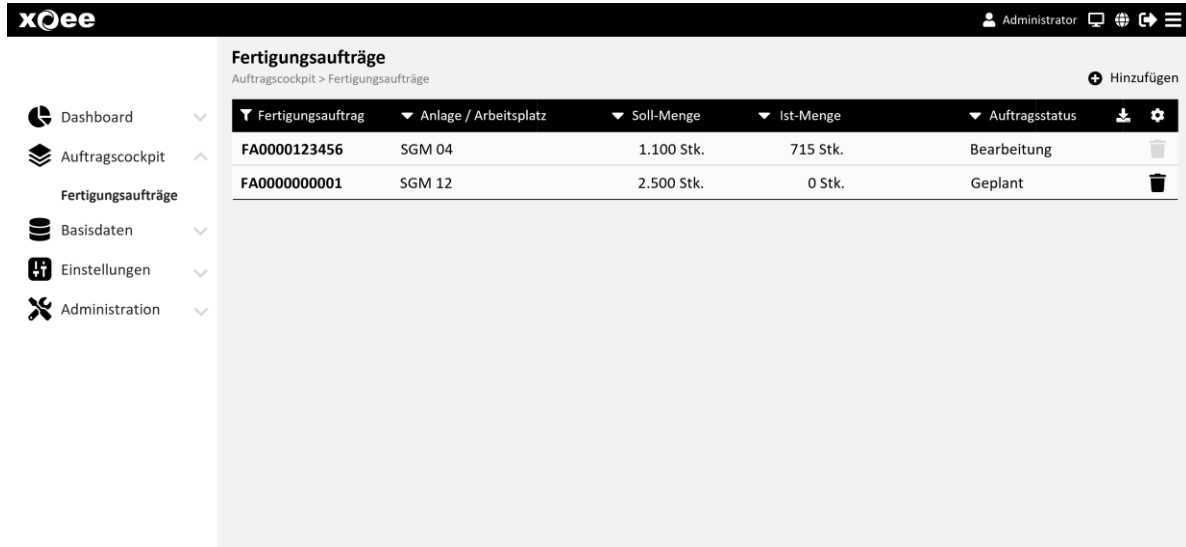 xoee
Administrator
Fertigungsaufträge
Auftragscockpit > Fertigungsaufträge
Hinzufügen
Dashboard
Auftragscockpit
Fertigungsaufträge
Basisdaten
Einstellungen
Administration
Fertigungsauftrag Anlage / Arbeitsplatz Soll-Menge Ist-Menge Auftragsstatus
FA0000123456 SGM 04 1.100 Stk. 715 Stk. Bearbeitung
FA0000000001 SGM 12 2.500 Stk. 0 Stk. Geplant